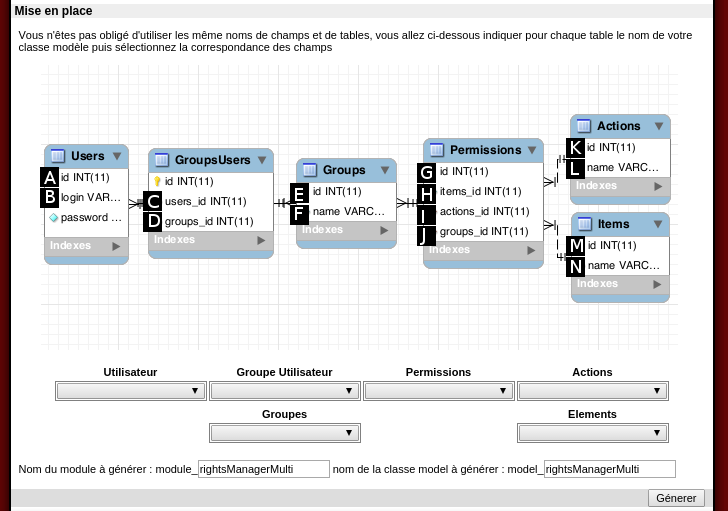 Mise en place
Vous n'êtes pas obligé d'utiliser les même noms de champs et de tables, vous allez ci-dessous indiquer pour chaque table le nom de votre
classe modèle puis sélectionnez la correspondance des champs
Users
A id INT(11)
B login VAR...
password ...
Indexes
GroupsUsers
id INT(11)
C users_id INT(11)
D groups_id INT(11)
Indexes
Groups
E id INT(11)
F name VARC...
Indexes
Permissions
G id INT(11)
H items_id INT(11)
I actions_id INT(11)
J groups_id INT(11)
Indexes
Actions
K id INT(11)
L name VARC...
Indexes
Items
M id INT(11)
N name VARC...
Indexes
Utilisateur Groupe Utilisateur Permissions Actions
Groupes Elements
Nom du module à générer : module_ rightsManagerMulti nom de la classe model à générer : model_ rightsManagerMulti
Génerer